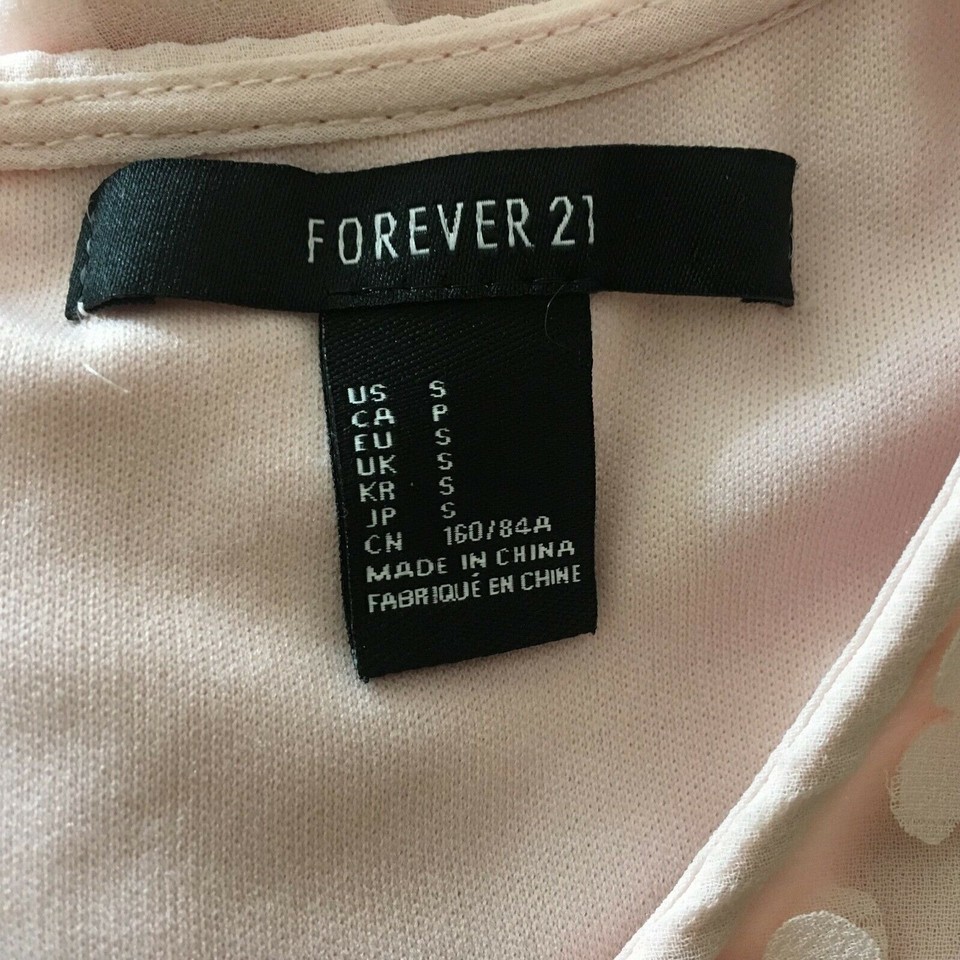 FOREVER 21
US S
CA P
EU S
UK S
KR S
JP S
CN 160/84A
MADE IN CHINA
FABRIQUÉ EN CHINE